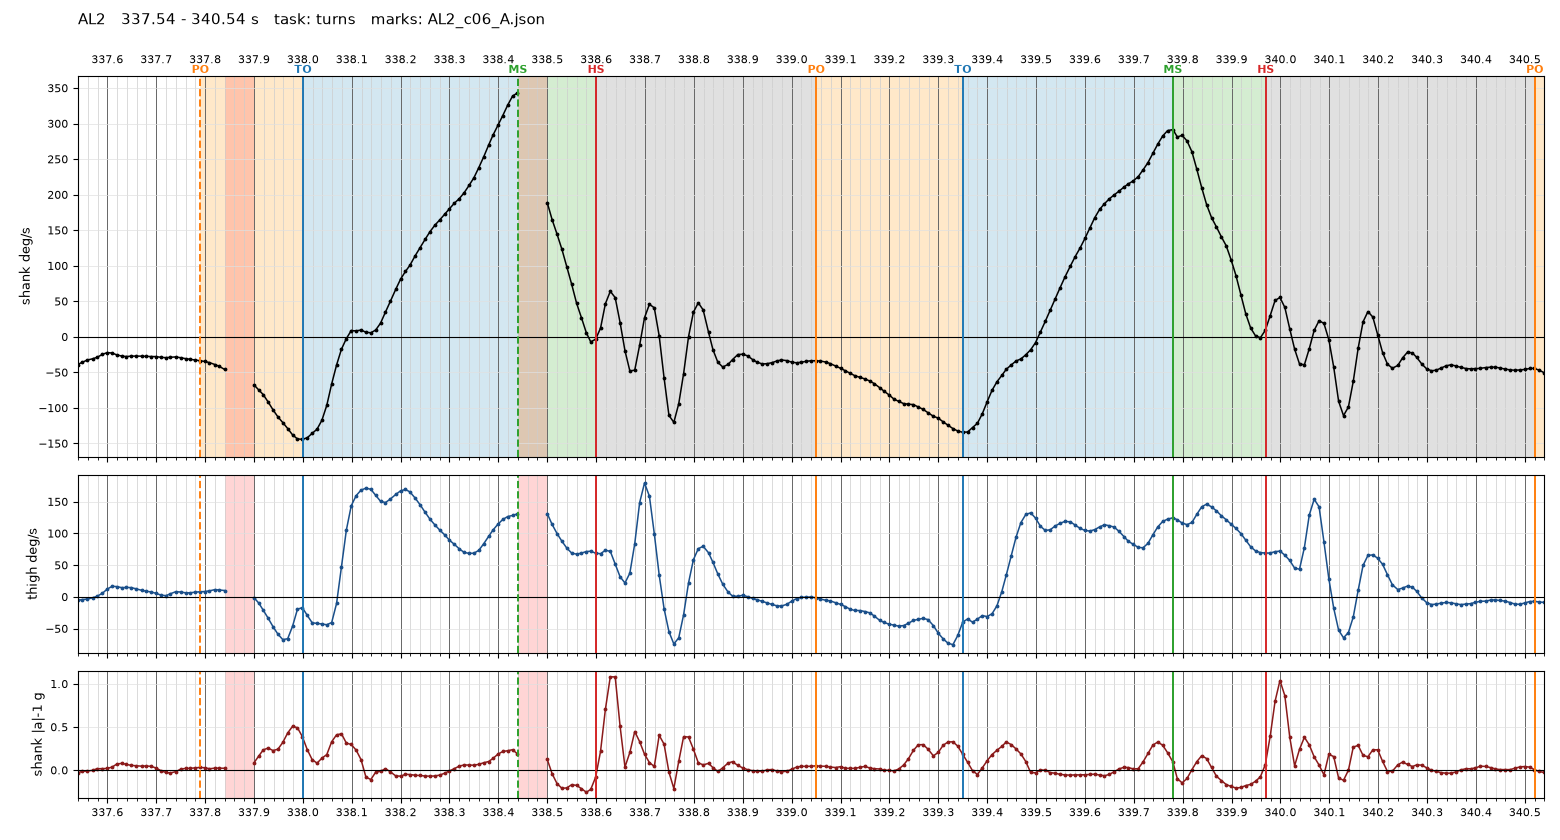 AL2   337.54 - 340.54 s   task: turns   marks: AL2_c06_A.json
337.6 337.7 337.8 337.9 338.0 338.1 338.2 338.3 338.4 338.5 338.6 338.7 338.8 338.9 339.0 339.1 339.2 339.3 339.4 339.5 339.6 339.7 339.8 339.9 340.0 340.1 340.2 340.3 340.4 340.5
PO TO MS HS PO TO MS HS PO
350
300
250
200
150
100
50
0
−50
−100
−150
shank deg/s
150
100
50
0
−50
thigh deg/s
1.0
0.5
0.0
shank |a|-1 g
337.6 337.7 337.8 337.9 338.0 338.1 338.2 338.3 338.4 338.5 338.6 338.7 338.8 338.9 339.0 339.1 339.2 339.3 339.4 339.5 339.6 339.7 339.8 339.9 340.0 340.1 340.2 340.3 340.4 340.5